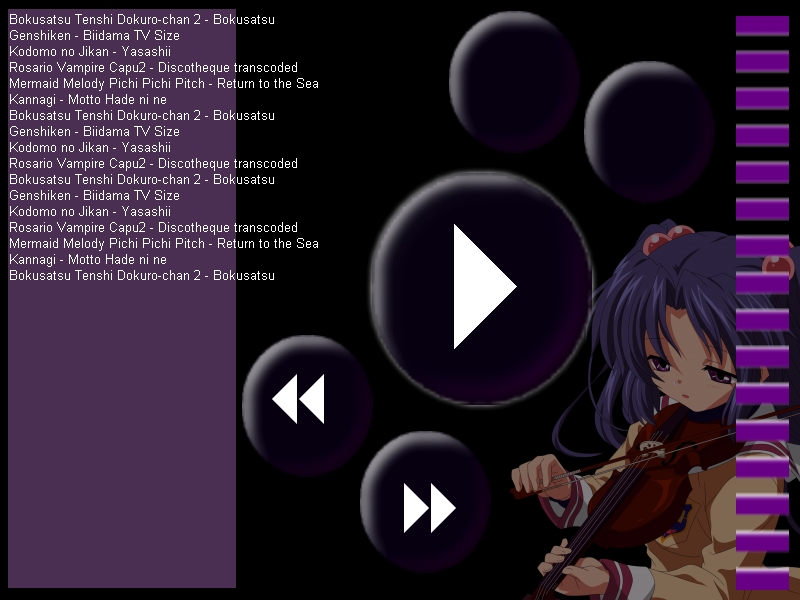 Bokusatsu Tenshi Dokuro-chan 2 - Bokusatsu
Genshiken - Biidama TV Size
Kodomo no Jikan - Yasashii
Rosario Vampire Capu2 - Discotheque transcoded
Mermaid Melody Pichi Pichi Pitch - Return to the Sea
Kannagi - Motto Hade ni ne
Bokusatsu Tenshi Dokuro-chan 2 - Bokusatsu
Genshiken - Biidama TV Size
Kodomo no Jikan - Yasashii
Rosario Vampire Capu2 - Discotheque transcoded
Bokusatsu Tenshi Dokuro-chan 2 - Bokusatsu
Genshiken - Biidama TV Size
Kodomo no Jikan - Yasashii
Rosario Vampire Capu2 - Discotheque transcoded
Mermaid Melody Pichi Pichi Pitch - Return to the Sea
Kannagi - Motto Hade ni ne
Bokusatsu Tenshi Dokuro-chan 2 - Bokusatsu